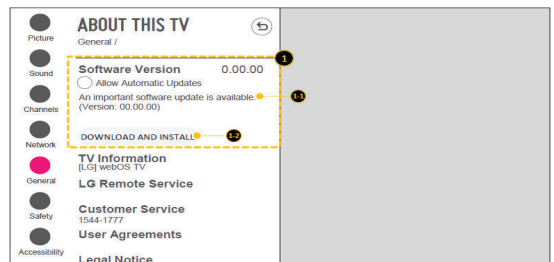 ABOUT THIS TV
General /
Picture
Sound
Channels
Network
General
Safety
Accessibility
Software Version 0.00.00
Allow Automatic Updates
An important software update is available.
(Version: 00.00.00)
DOWNLOAD AND INSTALL
1
1-1
1-2
TV Information
[LG] webOS TV
LG Remote Service
Customer Service
1544-1777
User Agreements
Legal Notice